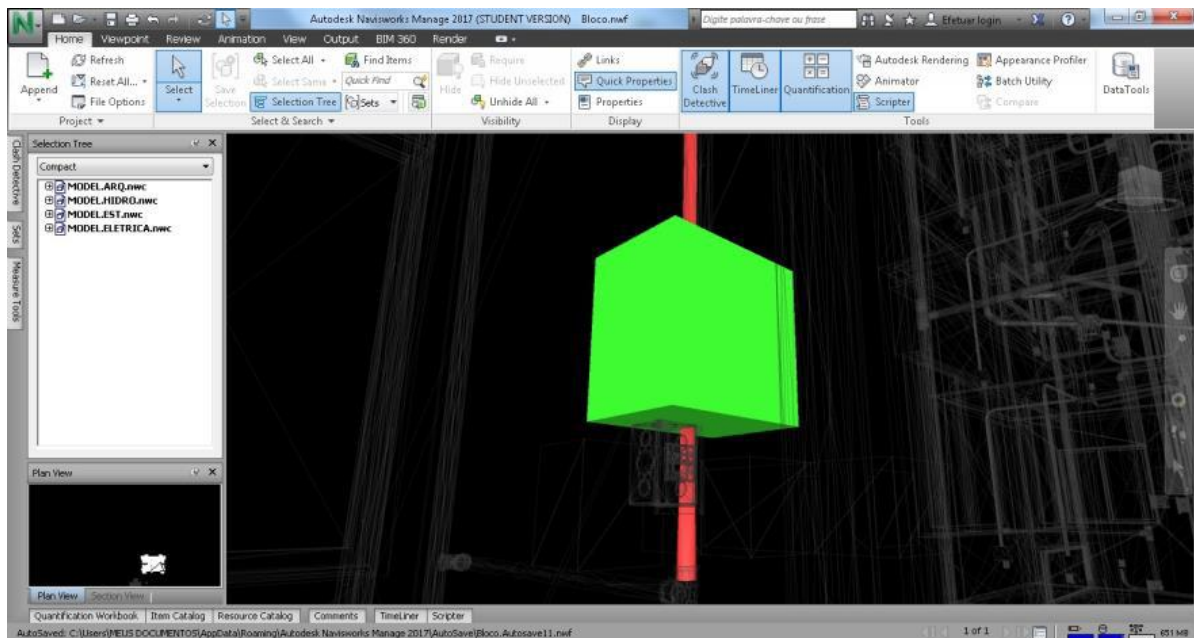 Autodesk Navisworks Manage 2017 (STUDENT VERSION) Bloco.nwf
Digite palavra-chave ou frase
Efetuar login
Home Viewpoint Review Animation View Output BIM 360 Render
Append
Refresh
Reset All...
File Options
Project
Select
Save Selection
Select All
Select Same
Selection Tree
Find Items
Quick Find
Sets
Select & Search
Hide
Require
Hide Unselected
Unhide All
Visibility
Links
Quick Properties
Properties
Display
Clash Detective
TimeLiner
Quantification
Autodesk Rendering
Animator
Scripter
Appearance Profiler
Batch Utility
Compare
Tools
DataTools
Clash Detective
Sets
Measure Tools
Selection Tree
Compact
MODEL.ARQ.nwc
MODEL.HIDRO.nwc
MODEL.EST.nwc
MODEL.ELETRICA.nwc
Plan View
Plan View Section View
Quantification Workbook Item Catalog Resource Catalog Comments TimeLiner Scripter
AutoSaved: C:\Users\MEUS DOCUMENTOS\AppData\Roaming\Autodesk Navisworks Manage 2017\AutoSave\Bloco.Autosave11.nwf
1 of 1
651 MB